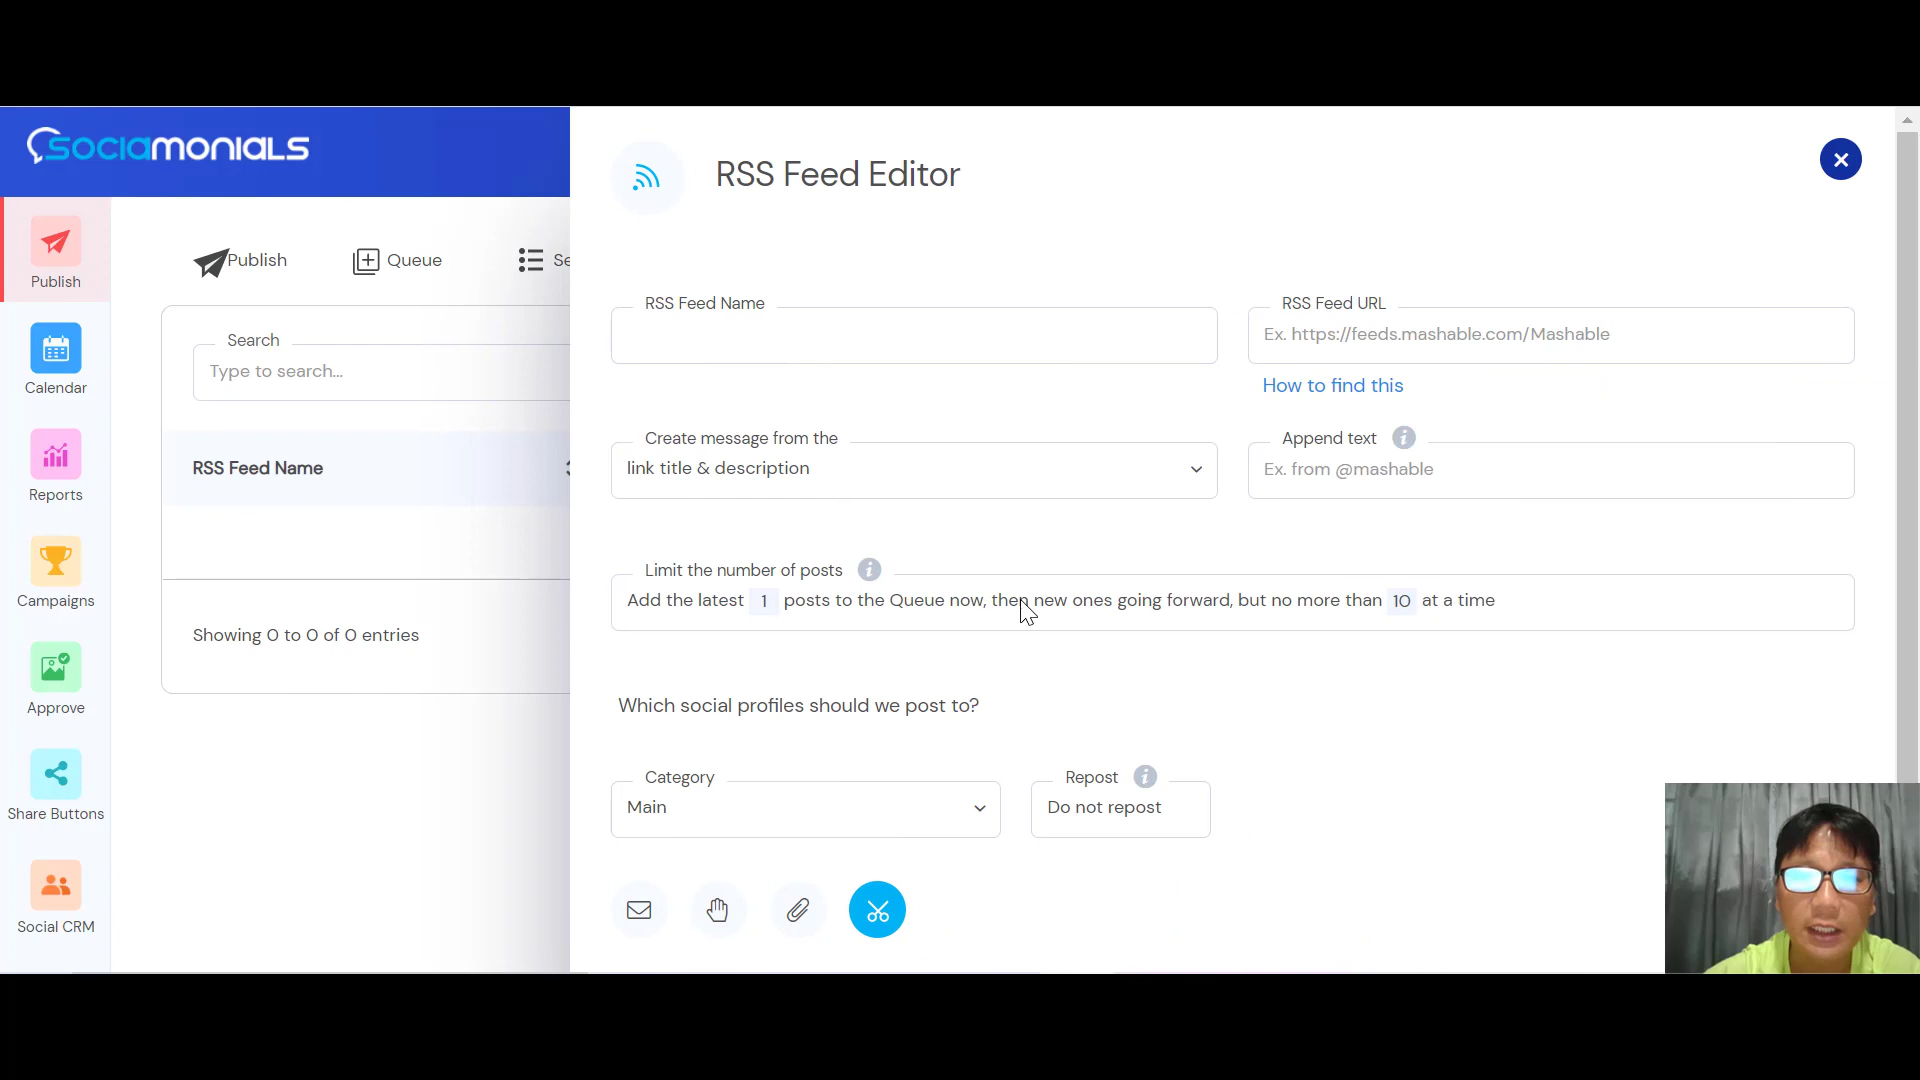 SOCIAMONIALS
RSS Feed Editor
Publish
Calendar
Reports
Campaigns
Approve
Share Buttons
Social CRM
Publish
Queue
Se
Search
Type to search...
RSS Feed Name
Showing 0 to 0 of 0 entries
RSS Feed Name
RSS Feed URL
Ex. https://feeds.mashable.com/Mashable
How to find this
Create message from the
link title & description
Append text
Ex. from @mashable
Limit the number of posts
Add the latest 1 posts to the Queue now, then new ones going forward, but no more than 10 at a time
Which social profiles should we post to?
Category
Main
Repost
Do not repost